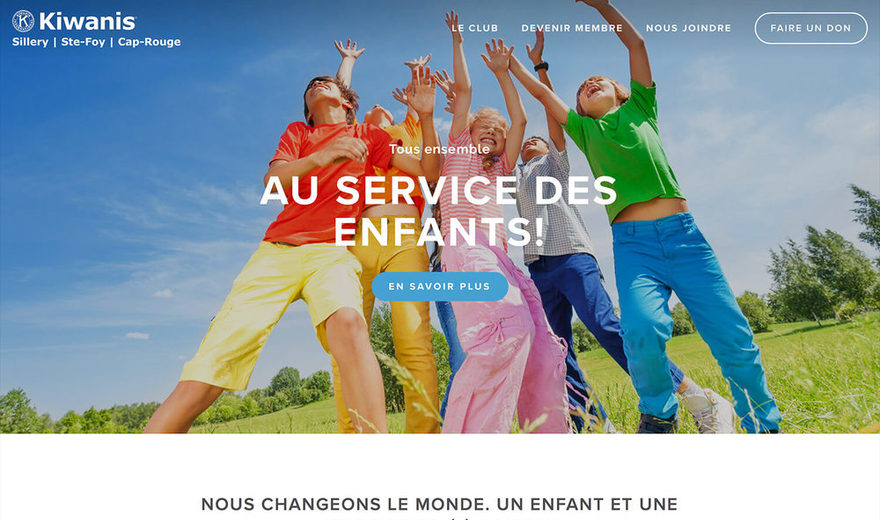 Kiwanis
Sillery | Ste-Foy | Cap-Rouge
LE CLUB
DEVENIR MEMBRE
NOUS JOINDRE
FAIRE UN DON
Tous ensemble
AU SERVICE DES
ENFANTS!
EN SAVOIR PLUS
NOUS CHANGEONS LE MONDE. UN ENFANT ET UNE